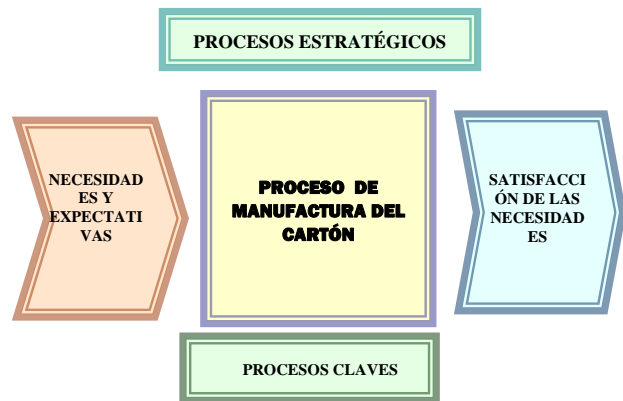 PROCESOS ESTRATÉGICOS
NECESIDAD
ES Y
EXPECTATI
VAS
PROCESO DE
MANUFACTURA DEL
CARTÓN
SATISFACCI
ÓN DE LAS
NECESIDAD
ES
PROCESOS CLAVES